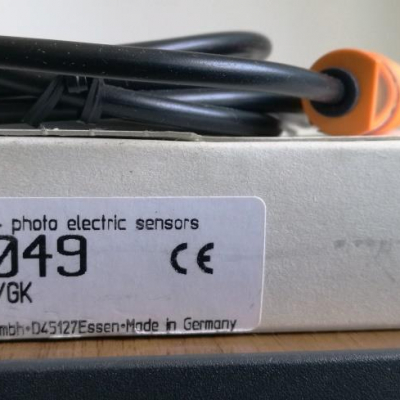 photo electric sensors
049 CE
/GK
mbh•D45127Essen•Made in Germany